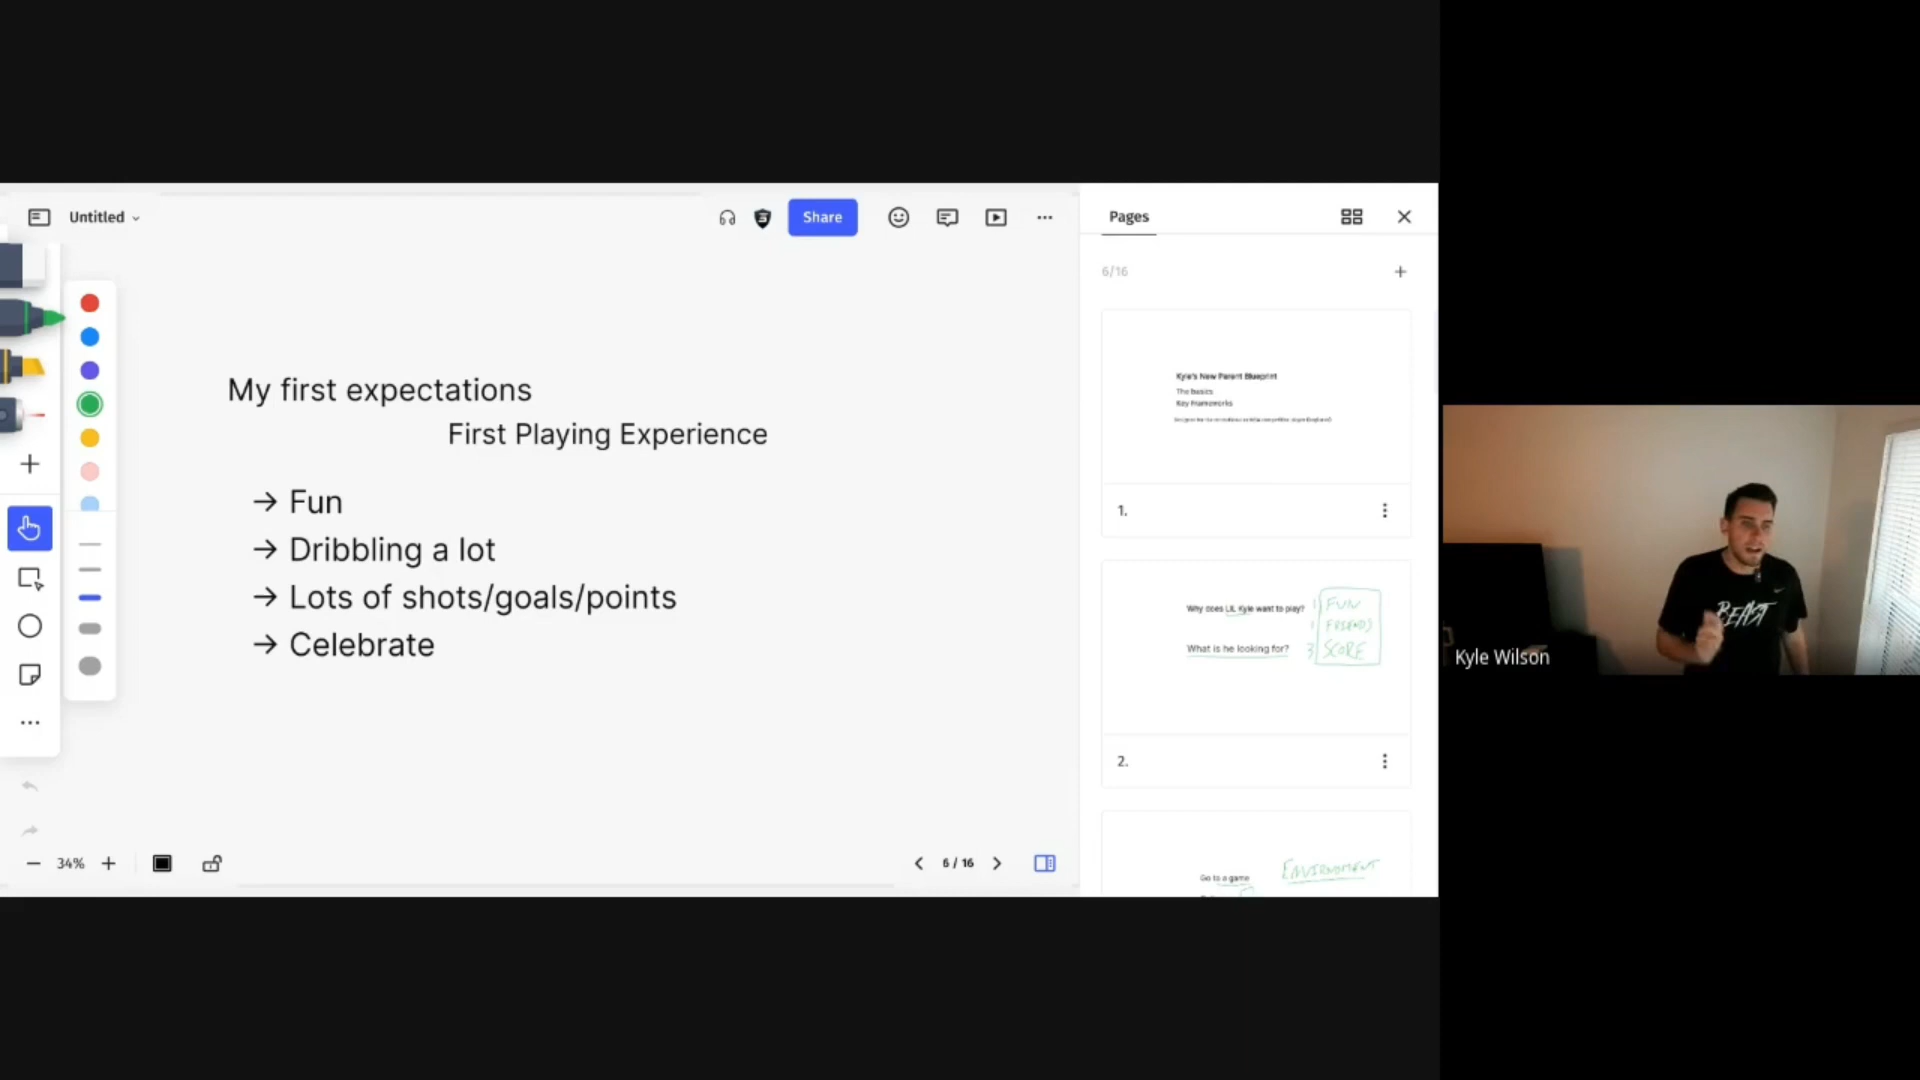 Untitled
Share
My first expectations
First Playing Experience
→ Fun
→ Dribbling a lot
→ Lots of shots/goals/points
→ Celebrate
34%
6 / 16
Pages
6/16
Kyle's New Parent Blueprint
The basics
Key Frameworks
1.
Why does Lil Kyle want to play?
What is he looking for?
FUN
FRIENDS
3 SCORE
2.
Go to a game
ENVIRONMENT
BEAST
Kyle Wilson